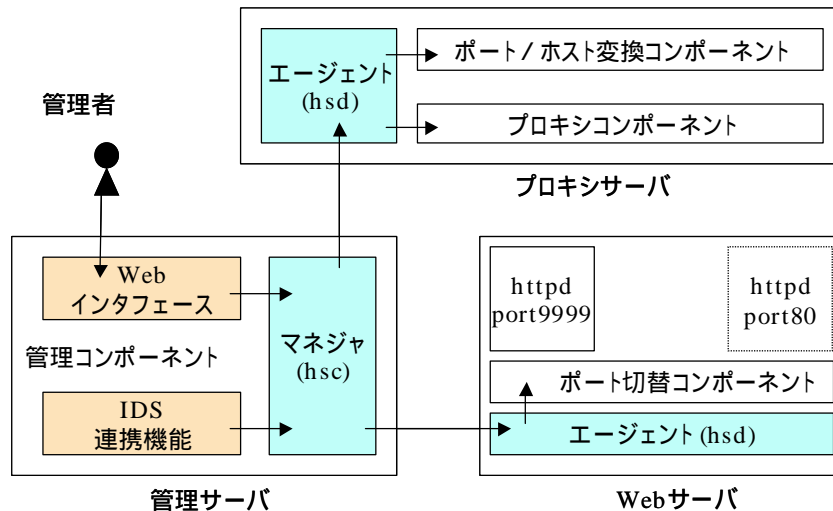 エージェント
(hsd)
ポート/ホスト変換コンポーネント
プロキシコンポーネント
プロキシサーバ
管理者
Web
インタフェース
管理コンポーネント
IDS
連携機能
マネジャ
(hsc)
管理サーバ
httpd
port9999
httpd
port80
ポート切替コンポーネント
エージェント(hsd)
Webサーバ